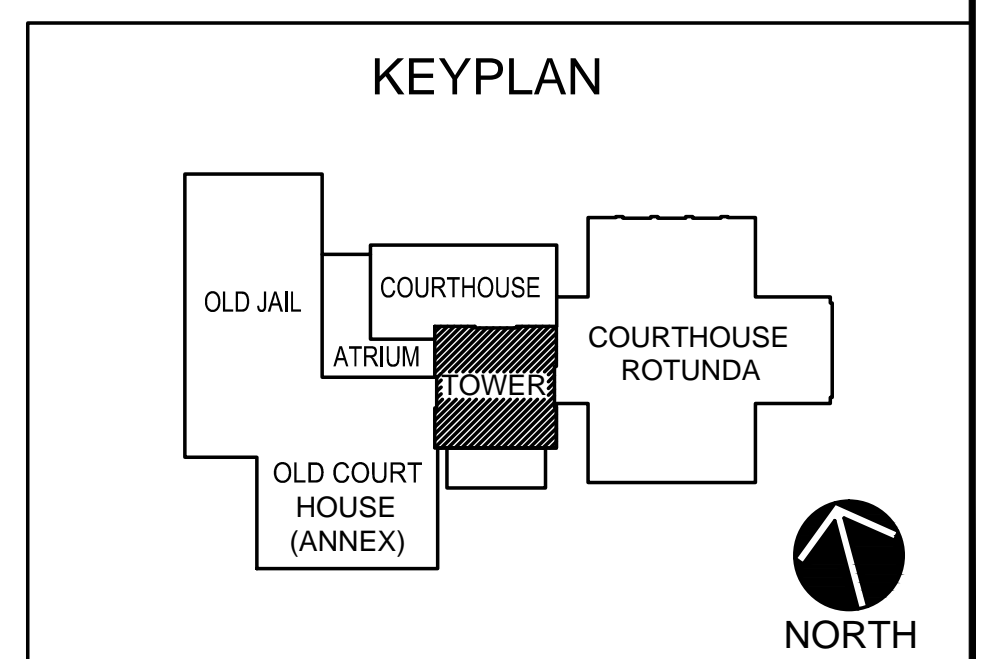 KEYPLAN
OLD JAIL
COURTHOUSE
ATRIUM
TOWER
COURTHOUSE
ROTUNDA
OLD COURT
HOUSE
(ANNEX)
NORTH